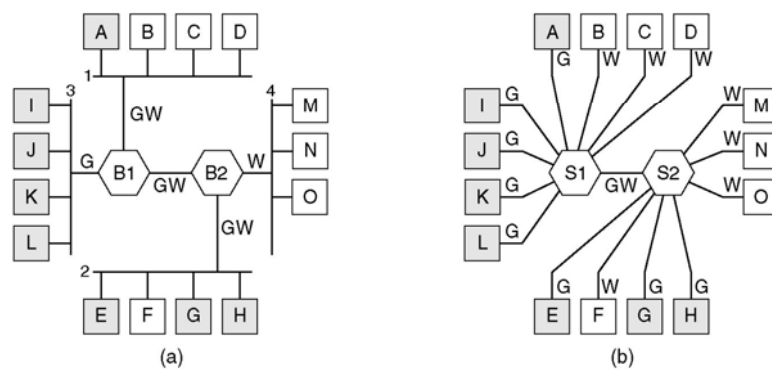 A B C D
1
GW
3
I
J
K
L
G
B1
GW
B2
W
4
M
N
O
GW
2
E F G H
(a)
A B C D
G W W W
I G
J G
K G
L G
S1
GW
S2
W M
W N
W O
G W G G
E F G H
(b)